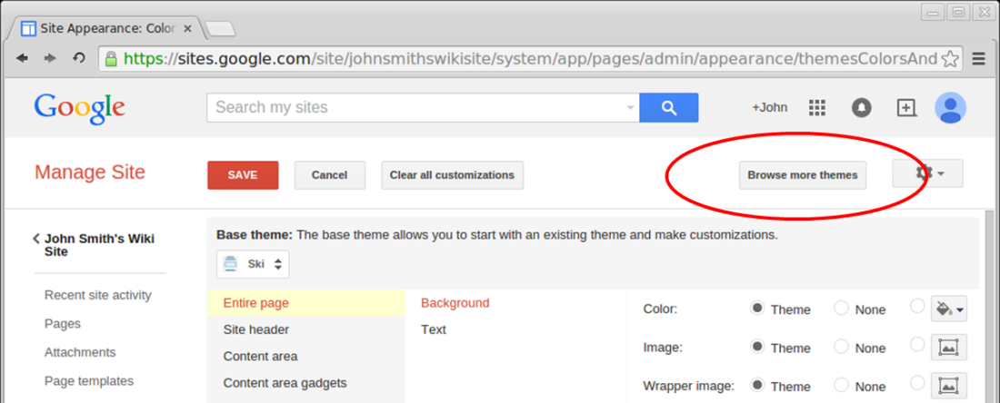 Site Appearance: Color
https://sites.google.com/site/johnsmithswikisite/system/app/pages/admin/appearance/themesColorsAnd
Google
Search my sites
+John
Manage Site
SAVE
Cancel
Clear all customizations
Browse more themes
John Smith's Wiki
Site
Recent site activity
Pages
Attachments
Page templates
Base theme: The base theme allows you to start with an existing theme and make customizations.
Ski
Entire page
Site header
Content area
Content area gadgets
Background
Text
Color: Theme None
Image: Theme None
Wrapper image: Theme None